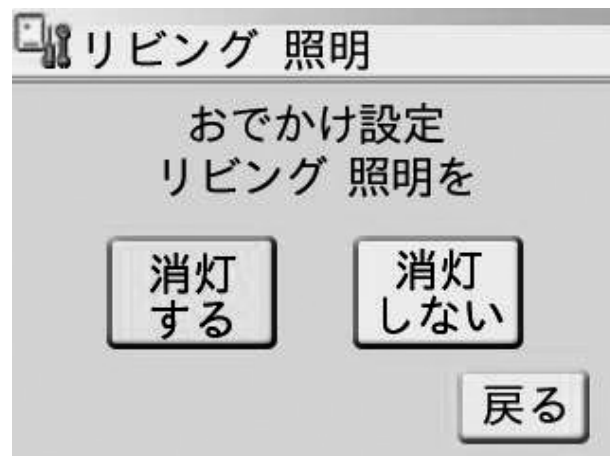 リビング 照明
おでかけ設定
リビング 照明を
消灯
する
消灯
しない
戻る